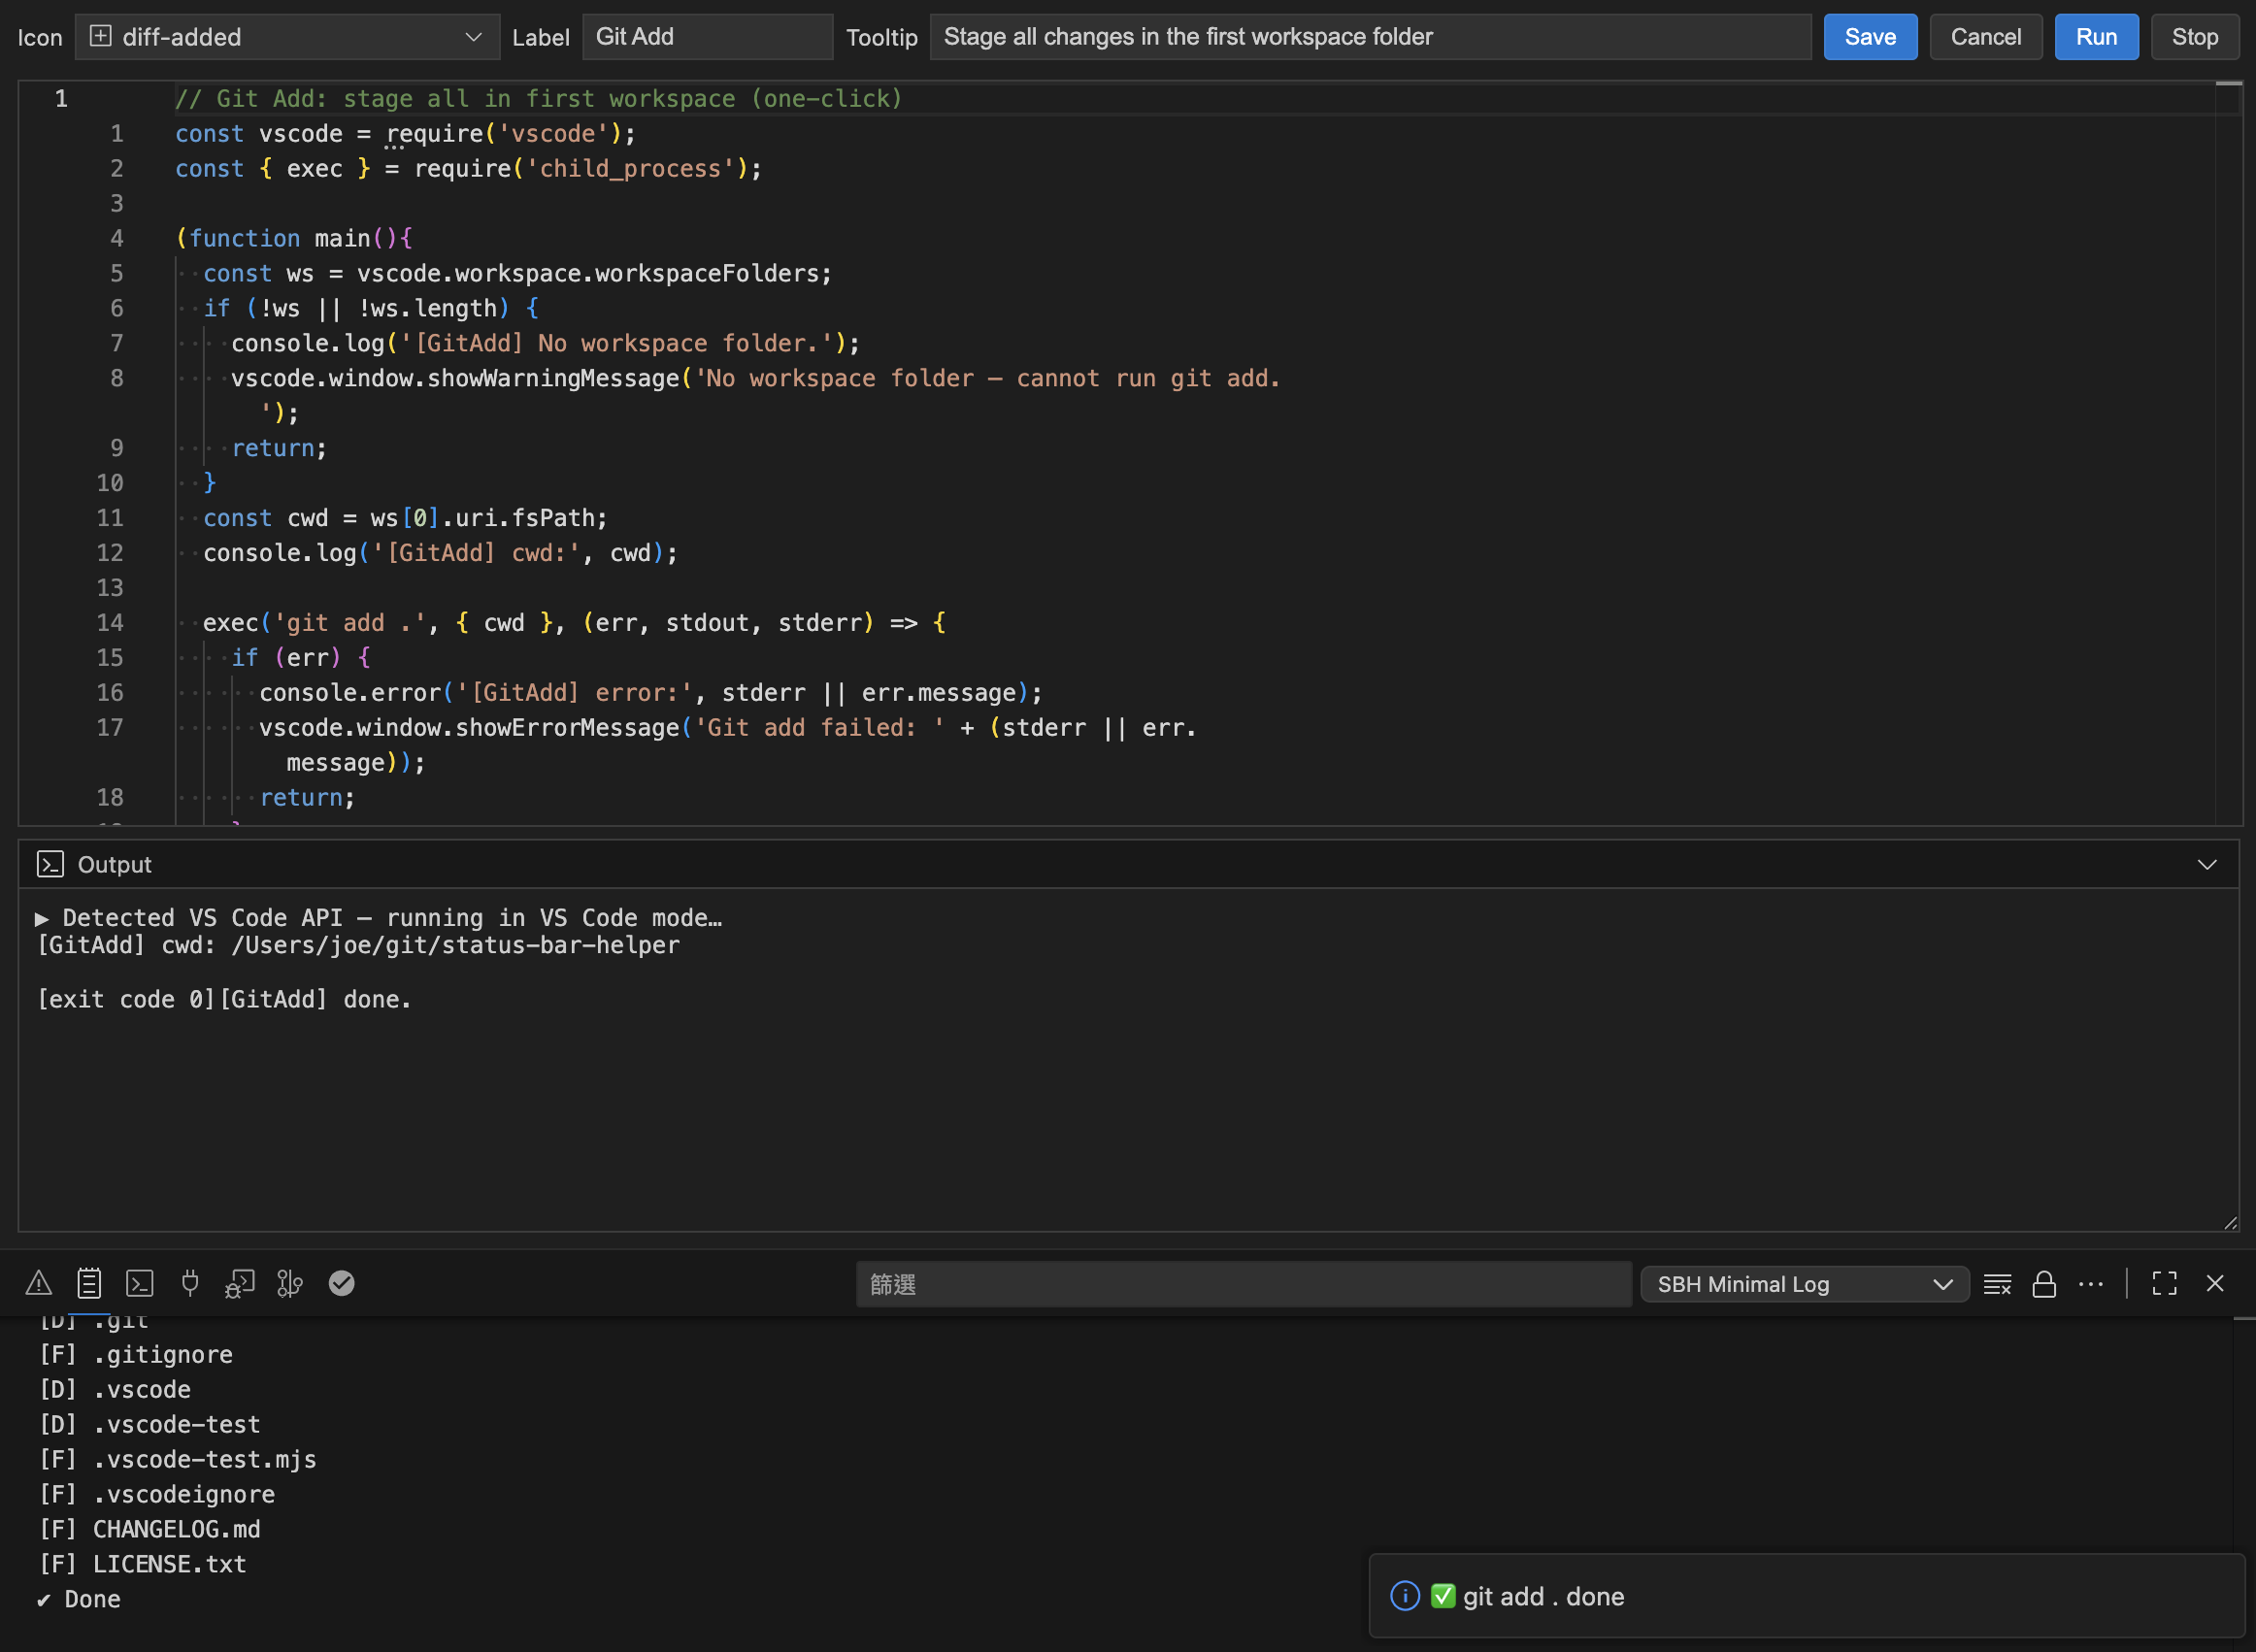 Icon diff-added Label Git Add Tooltip Stage all changes in the first workspace folder Save Cancel Run Stop
1 // Git Add: stage all in first workspace (one-click)
1 const vscode = require('vscode');
2 const { exec } = require('child_process');
3
4 (function main(){
5 const ws = vscode.workspace.workspaceFolders;
6 if (!ws || !ws.length) {
7 console.log('[GitAdd] No workspace folder.');
8 vscode.window.showWarningMessage('No workspace folder — cannot run git add.
');
9 return;
10 }
11 const cwd = ws[0].uri.fsPath;
12 console.log('[GitAdd] cwd:', cwd);
13
14 exec('git add .', { cwd }, (err, stdout, stderr) => {
15 if (err) {
16 console.error('[GitAdd] error:', stderr || err.message);
17 vscode.window.showErrorMessage('Git add failed: ' + (stderr || err.
message));
18 return;
Output
▶ Detected VS Code API — running in VS Code mode…
[GitAdd] cwd: /Users/joe/git/status-bar-helper
[exit code 0][GitAdd] done.
篩選 SBH Minimal Log
[D] .git
[F] .gitignore
[D] .vscode
[D] .vscode-test
[F] .vscode-test.mjs
[F] .vscodeignore
[F] CHANGELOG.md
[F] LICENSE.txt
✔ Done
✅ git add . done